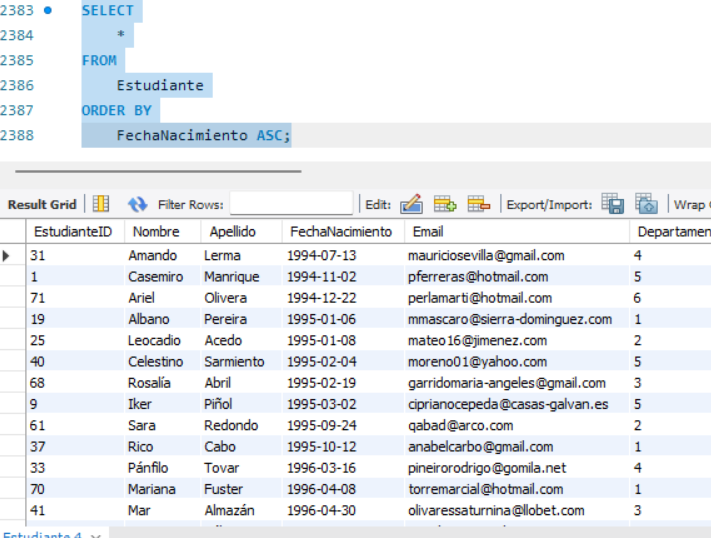 2383 SELECT
2384 *
2385 FROM
2386 Estudiante
2387 ORDER BY
2388 FechaNacimiento ASC;
Result Grid Filter Rows: Edit: Export/Import: Wrap
EstudianteID Nombre Apellido FechaNacimiento Email Departamen
31 Amando Lerma 1994-07-13 mauriciosevilla@gmail.com 4
1 Casemiro Manrique 1994-11-02 pferreras@hotmail.com 5
71 Ariel Olivera 1994-12-22 perlamarti@hotmail.com 6
19 Albano Pereira 1995-01-06 mmascaro@sierra-dominguez.com 1
25 Leocadio Acedo 1995-01-08 mateo16@jimenez.com 2
40 Celestino Sarmiento 1995-02-04 moreno01@yahoo.com 5
68 Rosalía Abril 1995-02-19 garridomaria-angeles@gmail.com 3
9 Iker Piñol 1995-03-02 ciprianocepeda@casas-galvan.es 5
61 Sara Redondo 1995-09-24 qabad@arco.com 2
37 Rico Cabo 1995-10-12 anabelcarbo@gmail.com 1
33 Pánfilo Tovar 1996-03-16 pineirorodrigo@gomila.net 4
70 Mariana Fuster 1996-04-08 torremarcial@hotmail.com 1
41 Mar Almazán 1996-04-30 olivaressaturnina@llobet.com 3
Estudiante 4